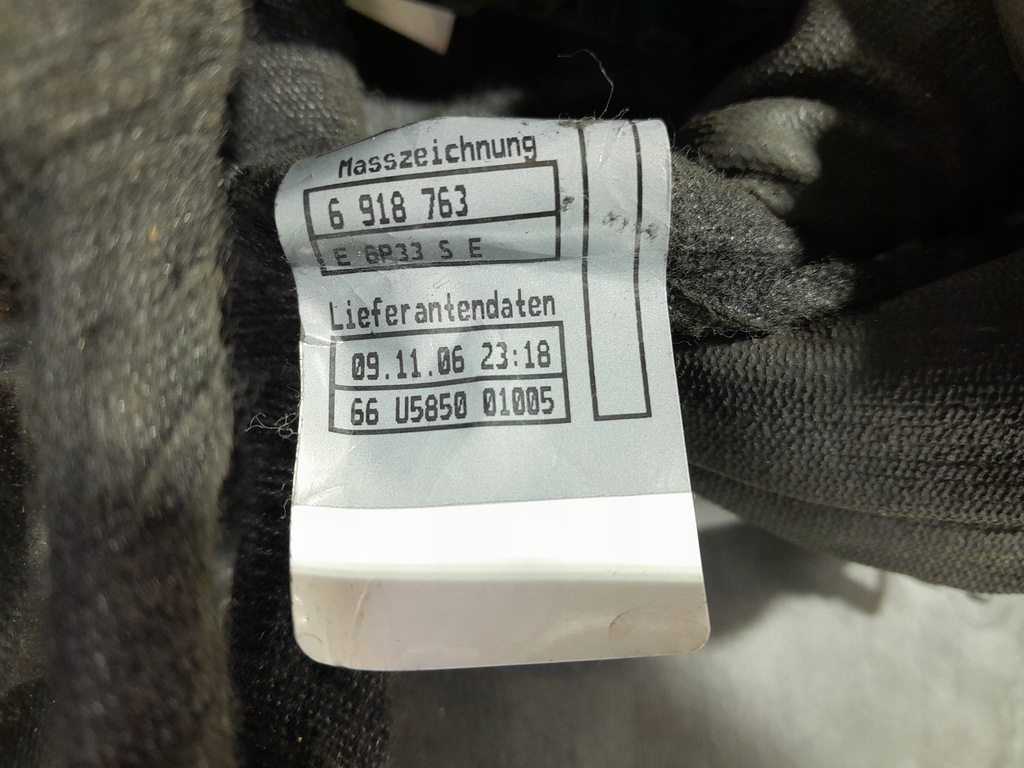 Masszeichnung
6 918 763
E 6P33 S E
Lieferantendaten
09.11.06 23:18
66 U5850 01005